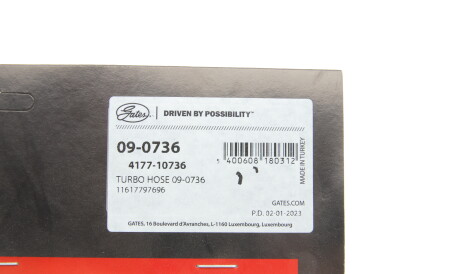 Gates
DRIVEN BY POSSIBILITY™
09-0736
4177-10736
TURBO HOSE 09-0736
11617797696
1 400608 180312
MADE IN TURKEY
GATES.COM
P.D. 02-01-2023
GATES, 16 Boulevard d'Avranches, L-1160 Luxembourg, Luxembourg